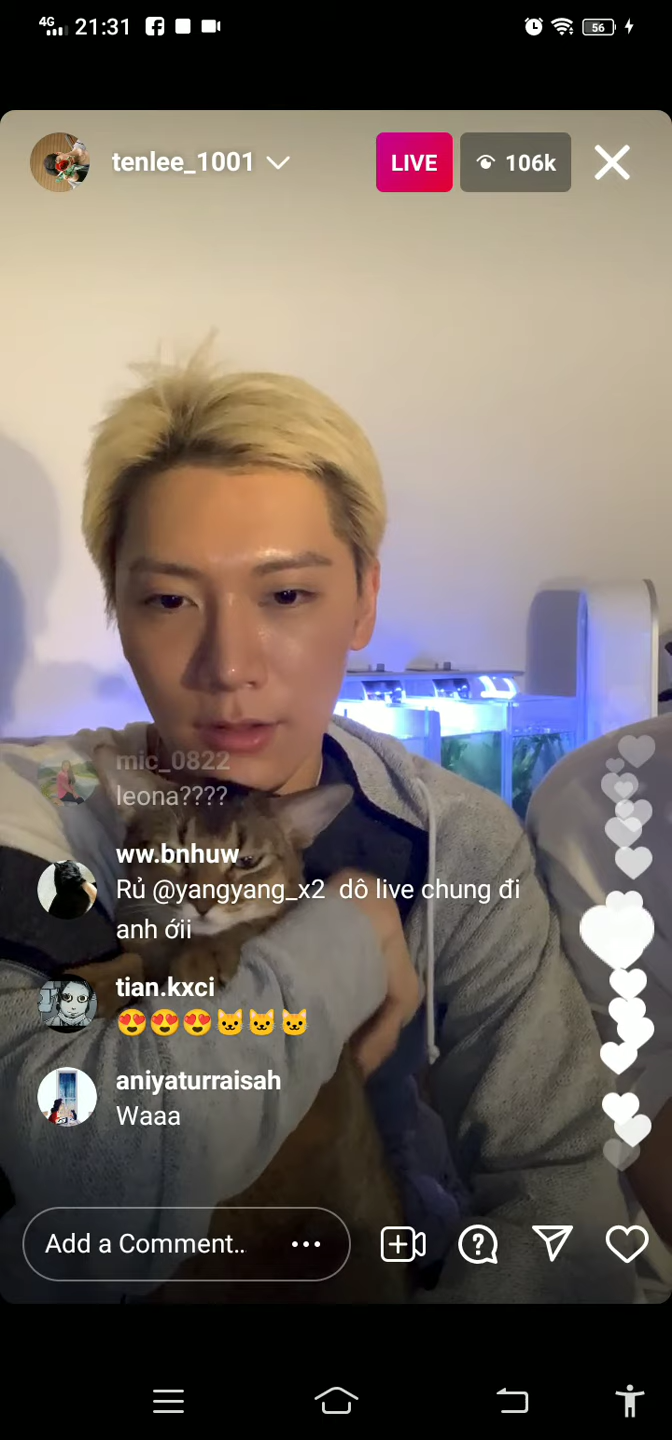 4G 21:31 56
tenlee_1001 LIVE 106k
mic_0822
leona????
ww.bnhuw
Rủ @yangyang_x2 dô live chung đi
anh ới
tian.kxci
😍😍😍🐱🐱🐱
aniyaturraisah
Waaa
Add a Comment..